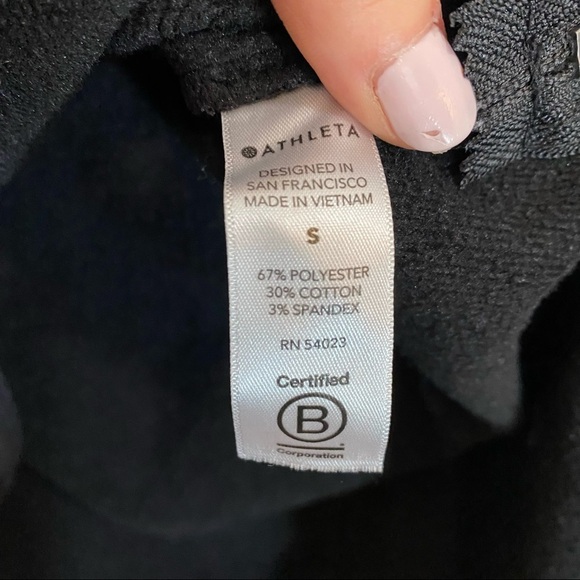 ATHLETA
DESIGNED IN
SAN FRANCISCO
MADE IN VIETNAM
S
67% POLYESTER
30% COTTON
3% SPANDEX
RN 54023
Certified
B
Corporation